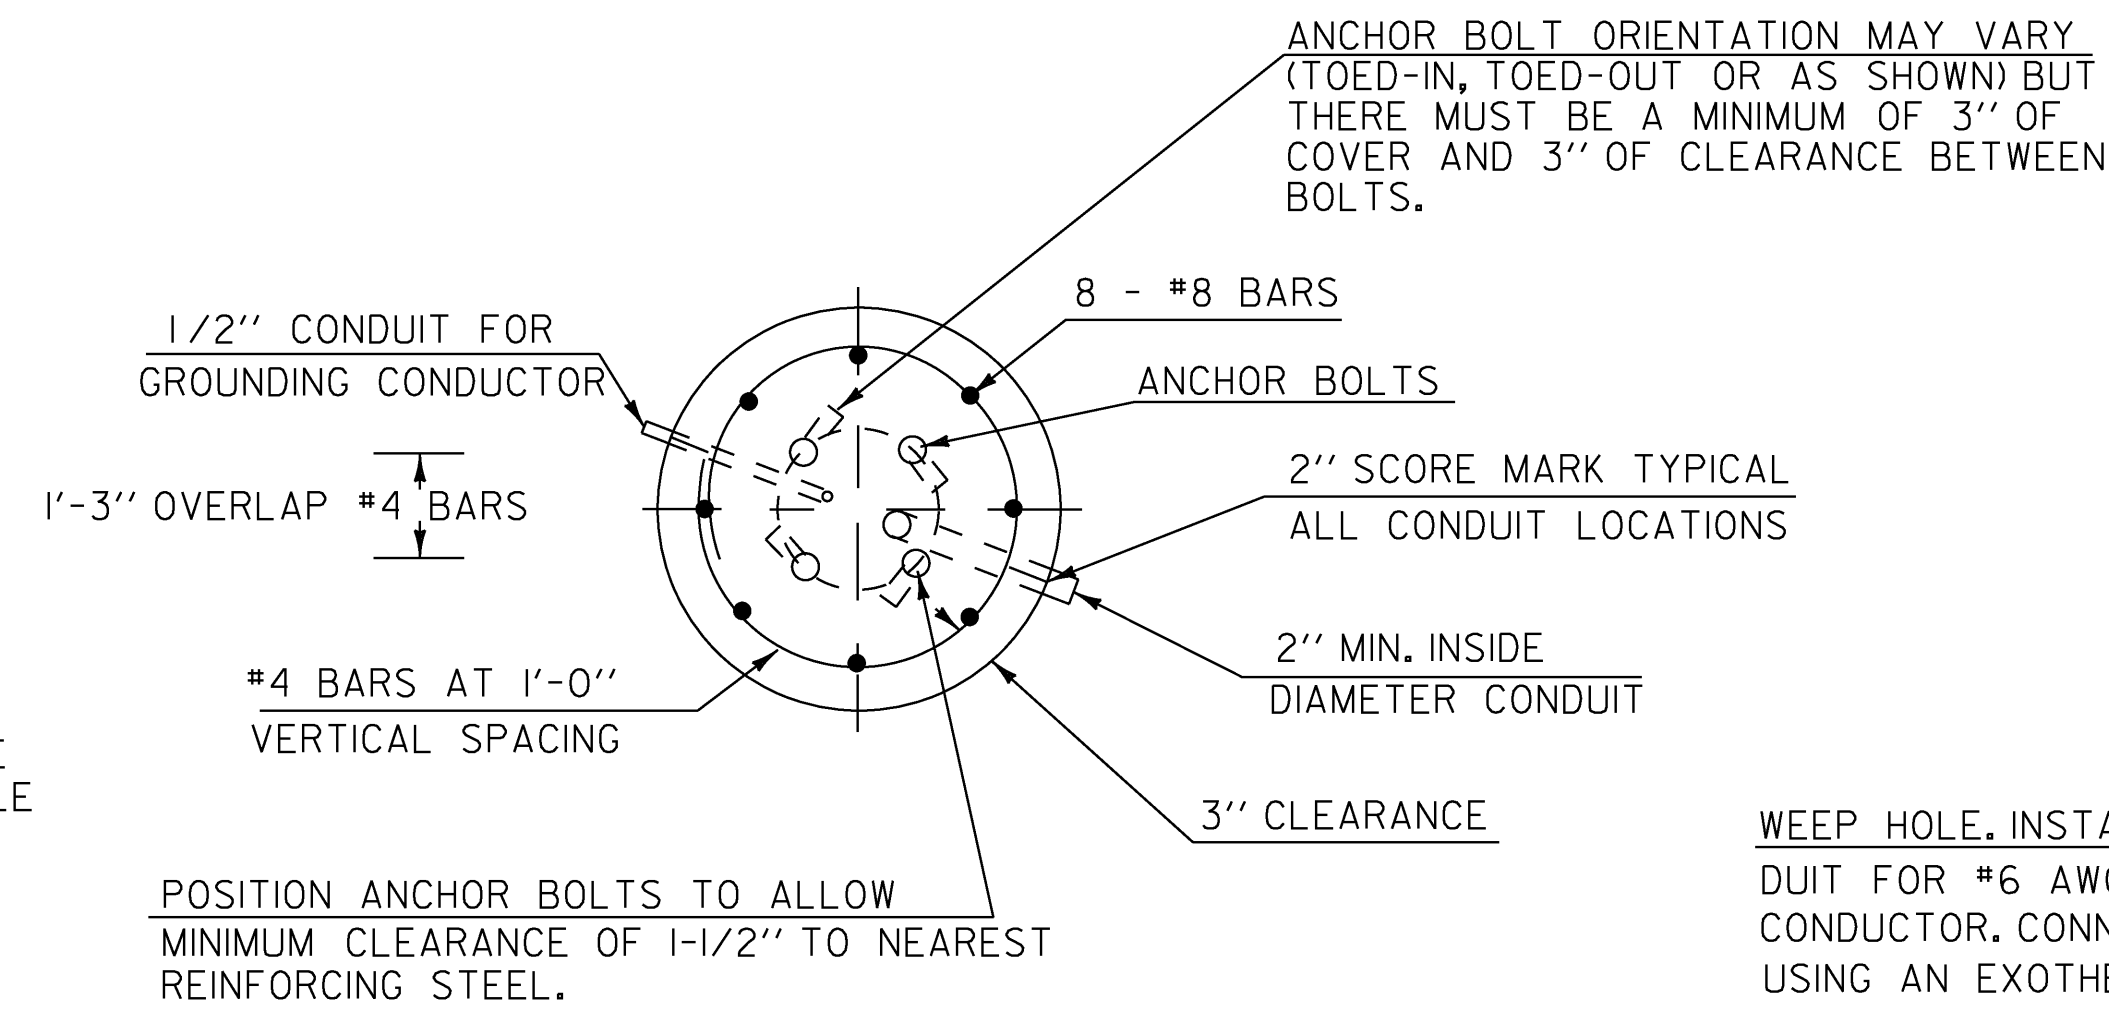 ANCHOR BOLT ORIENTATION MAY VARY
(TOED-IN, TOED-OUT OR AS SHOWN) BUT
THERE MUST BE A MINIMUM OF 3'' OF
COVER AND 3'' OF CLEARANCE BETWEEN
BOLTS.
8 - #8 BARS
1/2'' CONDUIT FOR
GROUNDING CONDUCTOR
ANCHOR BOLTS
2'' SCORE MARK TYPICAL
ALL CONDUIT LOCATIONS
1'-3'' OVERLAP #4 BARS
2'' MIN. INSIDE
DIAMETER CONDUIT
#4 BARS AT 1'-0''
VERTICAL SPACING
LE
3'' CLEARANCE
POSITION ANCHOR BOLTS TO ALLOW
MINIMUM CLEARANCE OF 1-1/2'' TO NEAREST
REINFORCING STEEL.
WEEP HOLE. INSTA
DUIT FOR #6 AW
CONDUCTOR. CONN
USING AN EXOTHE